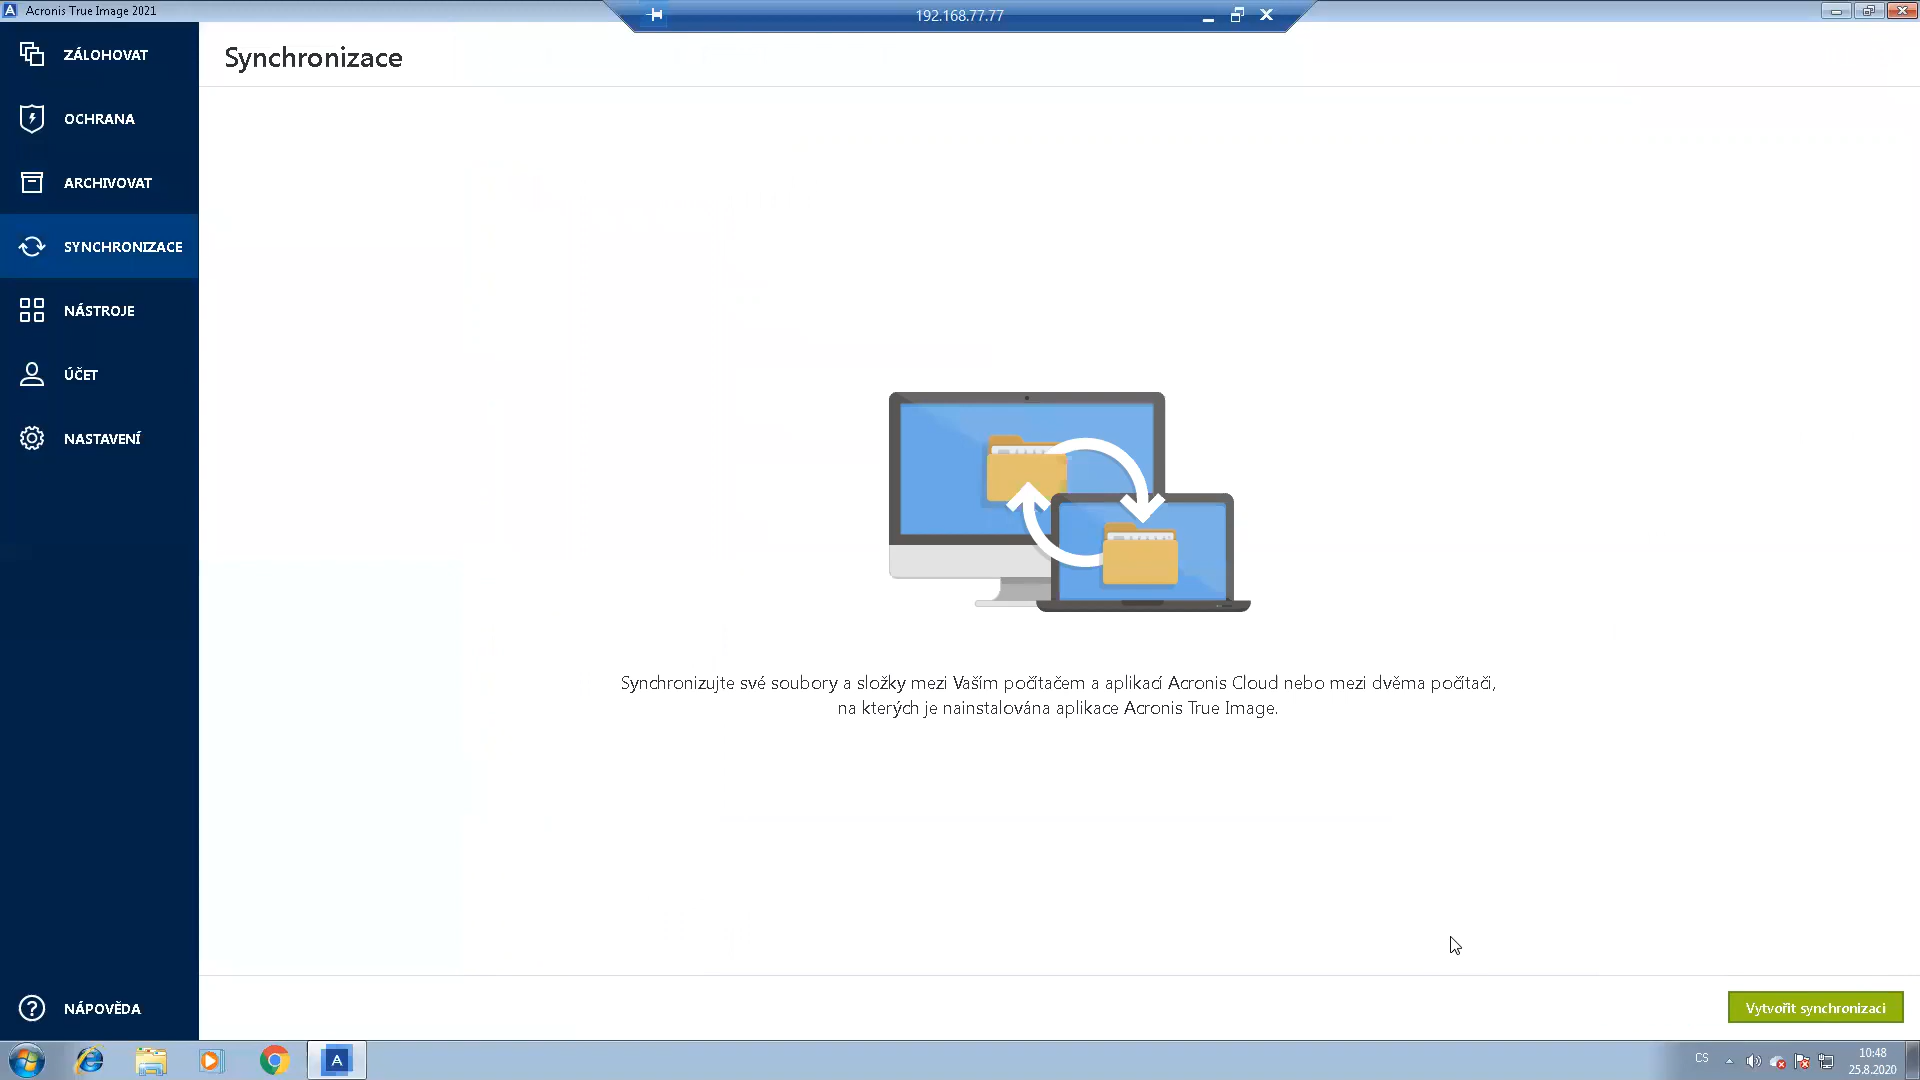 Acronis True Image 2021
192.168.77.77
ZÁLOHOVAT
Synchronizace
OCHRANA
ARCHIVOVAT
SYNCHRONIZACE
NÁSTROJE
ÚČET
NASTAVENÍ
Synchronizujte své soubory a složky mezi Vaším počítačem a aplikací Acronis Cloud nebo mezi dvěma počítači,
na kterých je nainstalována aplikace Acronis True Image.
NÁPOVĚDA
Vytvořit synchronizaci
CS
10:48
25.8.2020